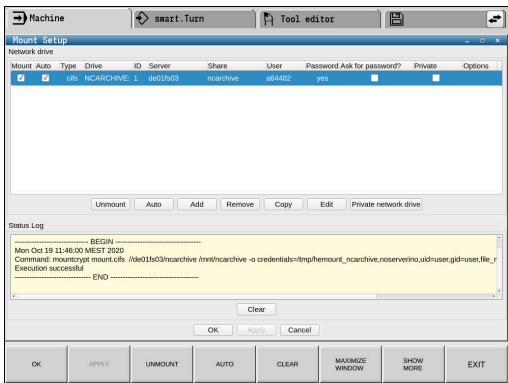 Machine
smart.Turn
Tool editor
Mount Setup
Network drive
Mount Auto Type Drive ID Server Share User Password Ask for password? Private Options
cifs NCARCHIVE: 1 de01fs03 ncarchive a64482 yes
Unmount Auto Add Remove Copy Edit Private network drive
Status Log
------------------------------ BEGIN -----------------------------------
Mon Oct 19 11:46:00 MEST 2020
Command: mountcrypt mount.cifs //de01fs03/ncarchive /mnt/ncarchive -o credentials=/tmp/hemount_ncarchive,noserverino,uid=user,gid=user,file_r
Execution successful
------------------------------- END ------------------------------------
Clear
OK Apply Cancel
OK APPLY UNMOUNT AUTO CLEAR MAXIMIZE WINDOW SHOW MORE EXIT